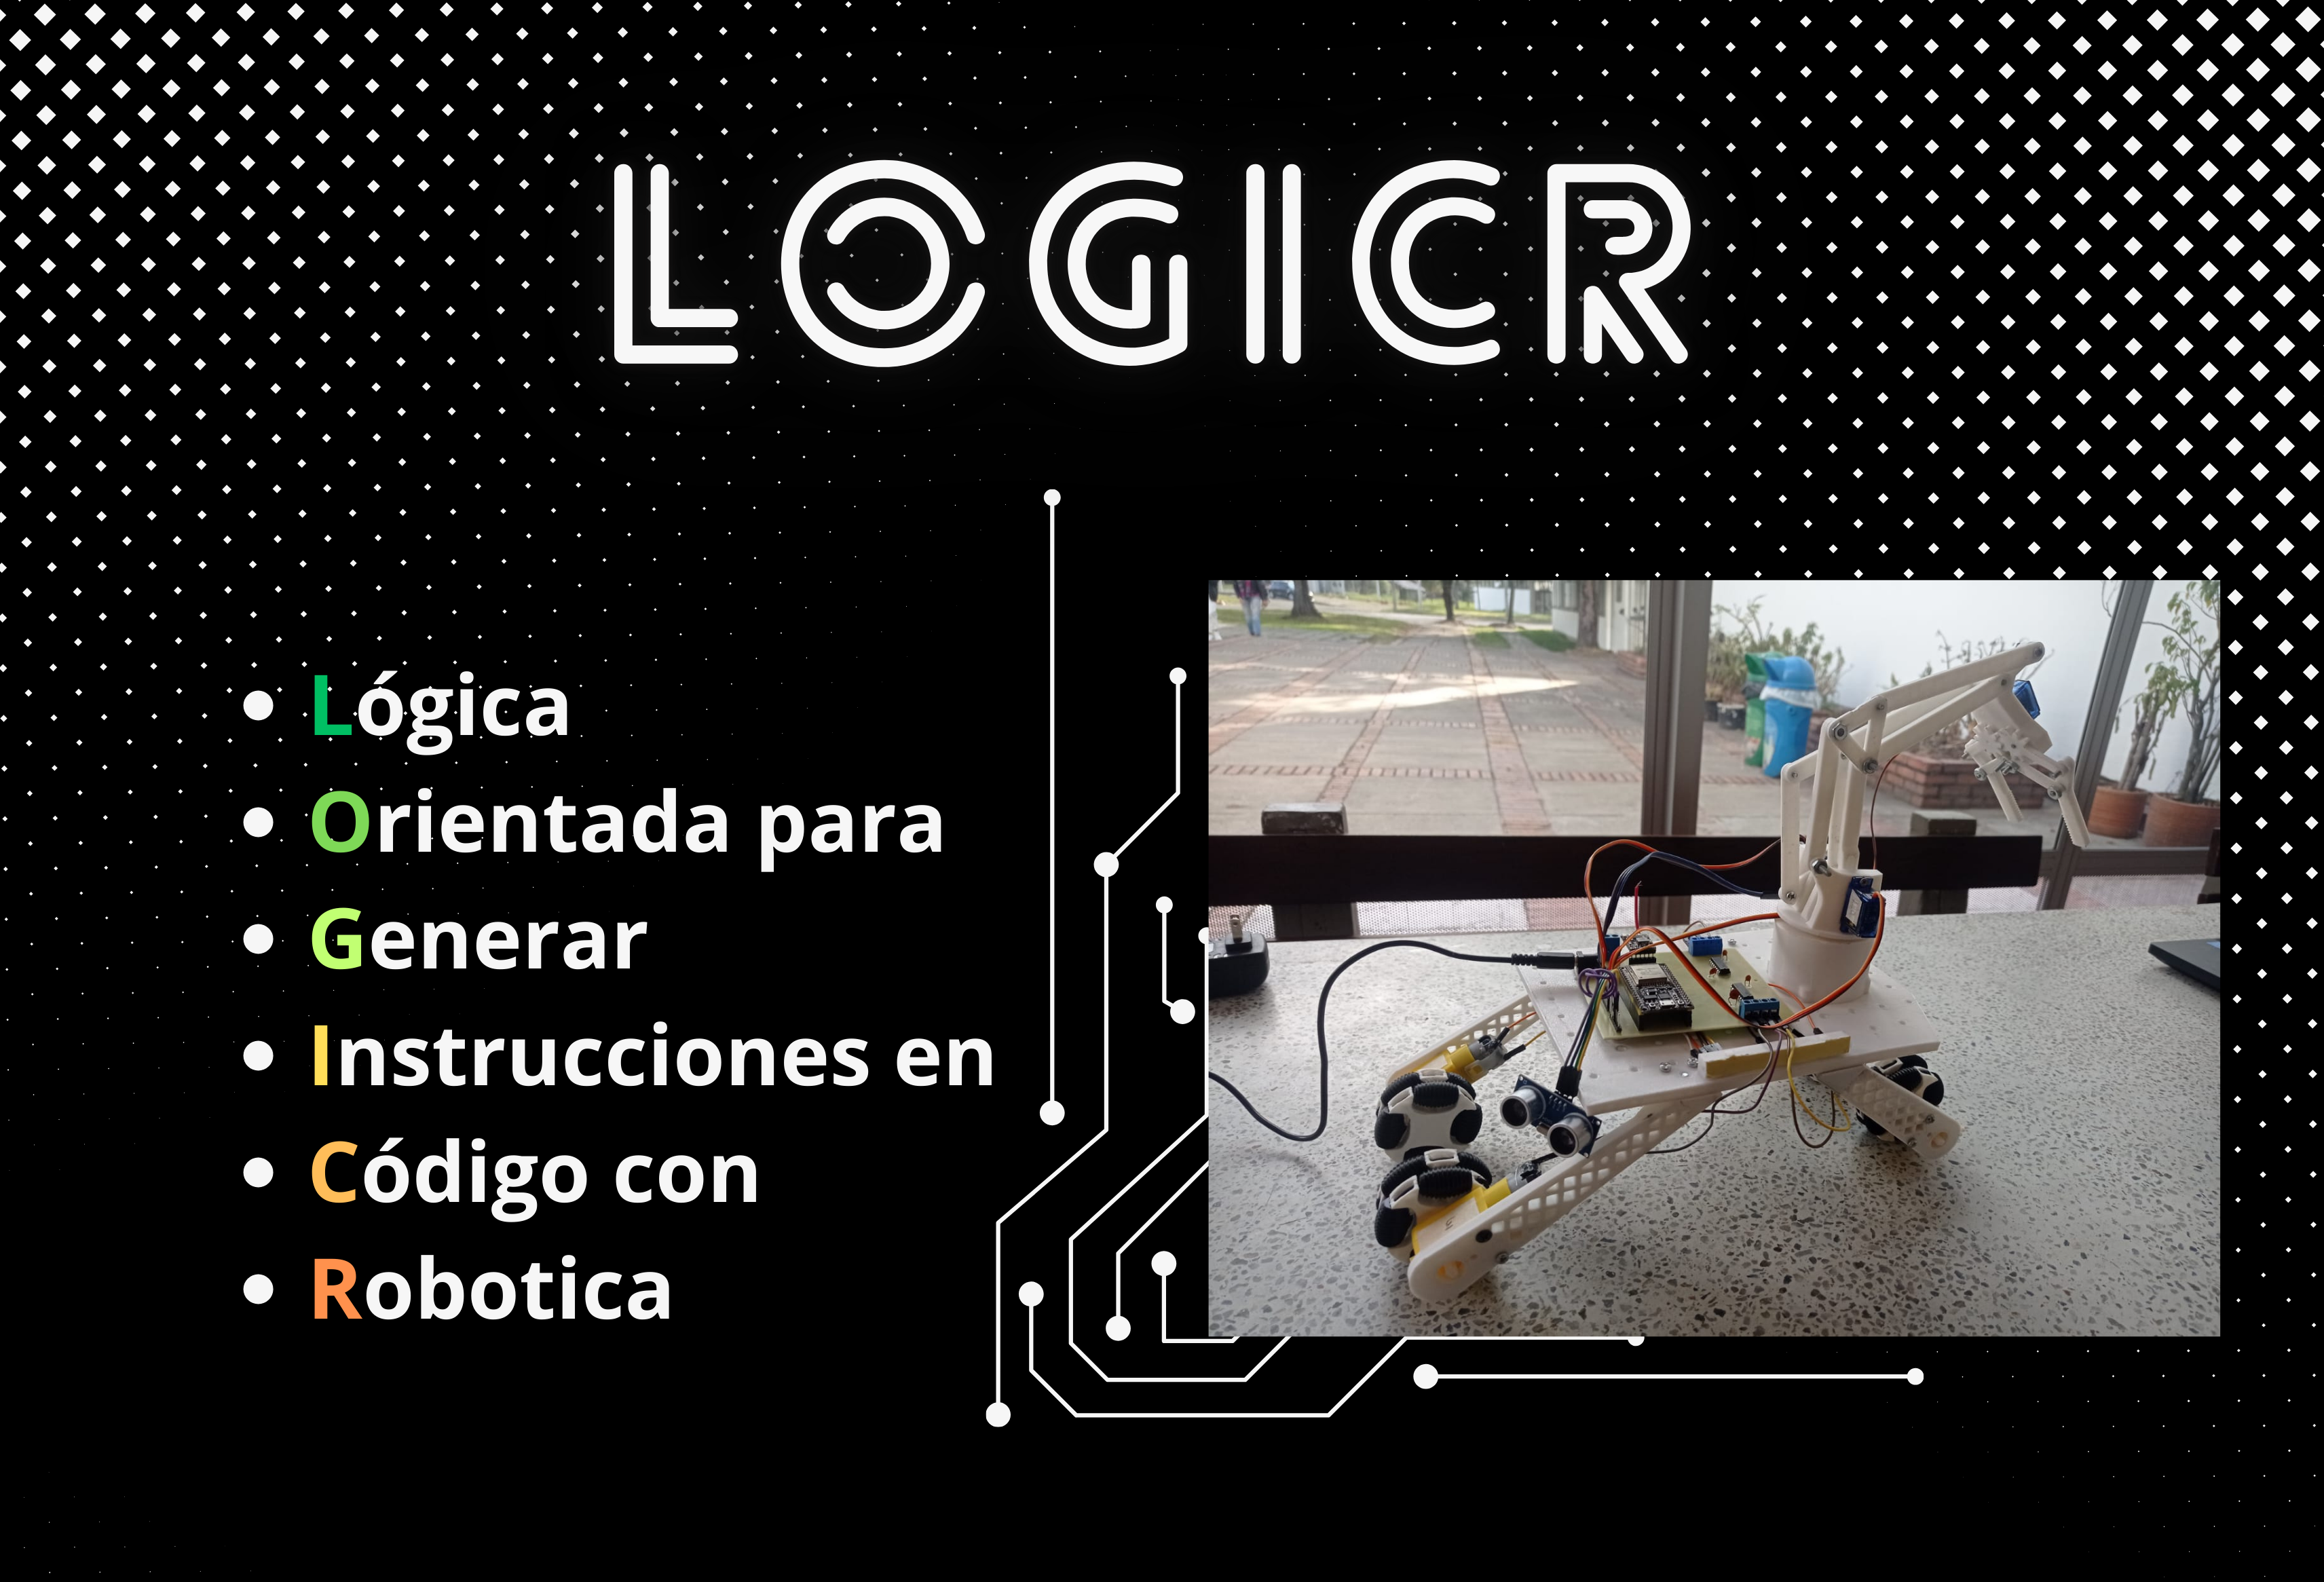 LOGICR
Lógica
Orientada para
Generar
Instrucciones en
Código con
Robotica